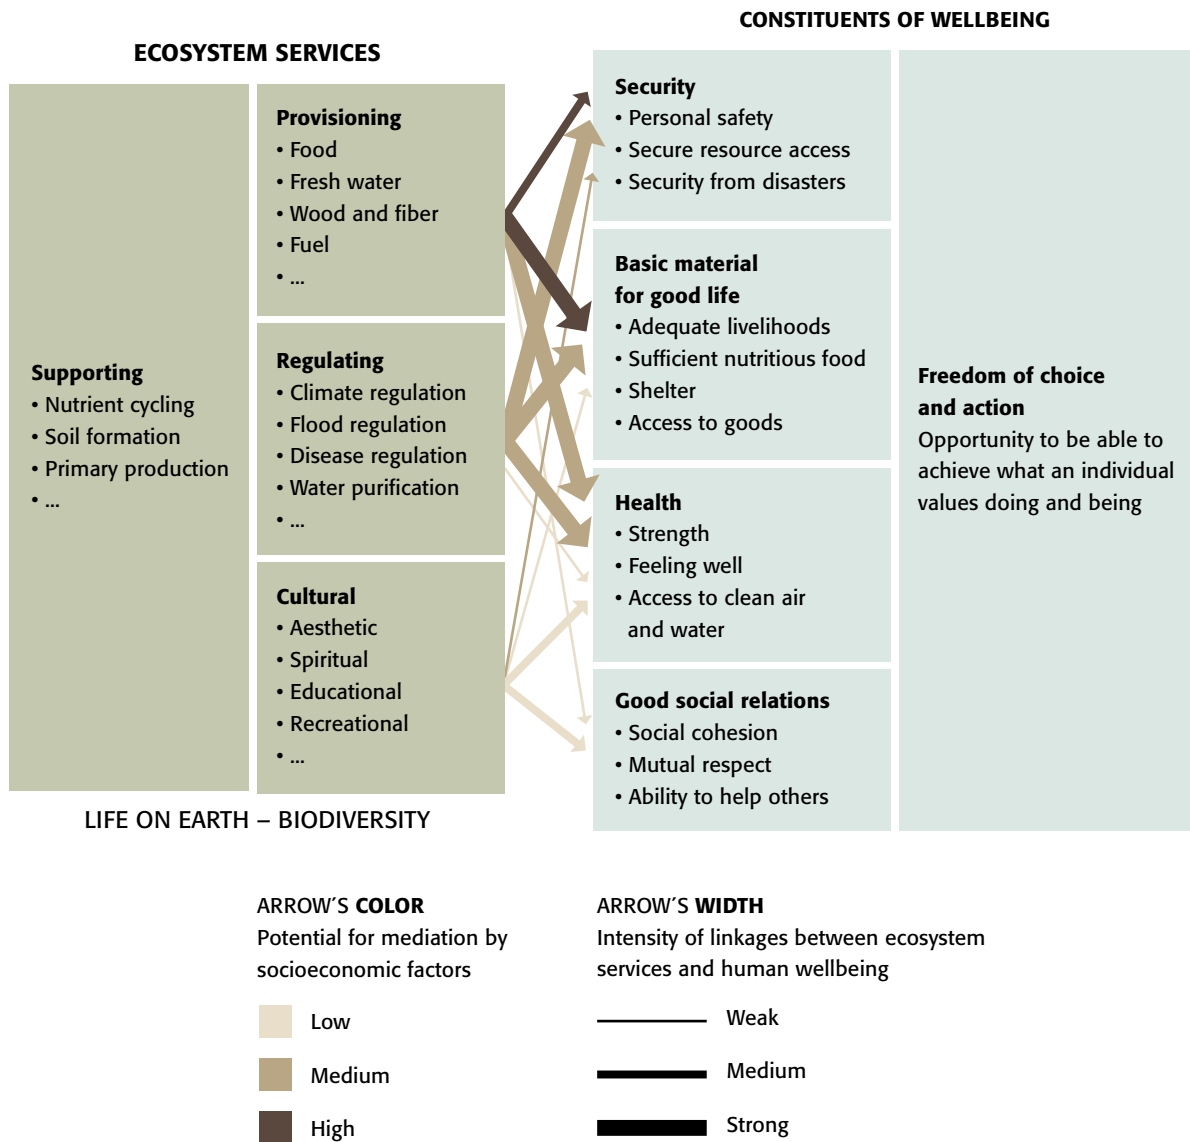 ECOSYSTEM SERVICES
Supporting
• Nutrient cycling
• Soil formation
• Primary production
• ...
Provisioning
• Food
• Fresh water
• Wood and fiber
• Fuel
• ...
Regulating
• Climate regulation
• Flood regulation
• Disease regulation
• Water purification
• ...
Cultural
• Aesthetic
• Spiritual
• Educational
• Recreational
• ...
LIFE ON EARTH – BIODIVERSITY
CONSTITUENTS OF WELLBEING
Security
• Personal safety
• Secure resource access
• Security from disasters
Basic material
for good life
• Adequate livelihoods
• Sufficient nutritious food
• Shelter
• Access to goods
Health
• Strength
• Feeling well
• Access to clean air
and water
Good social relations
• Social cohesion
• Mutual respect
• Ability to help others
Freedom of choice
and action
Opportunity to be able to
achieve what an individual
values doing and being
ARROW´S COLOR
Potential for mediation by
socioeconomic factors
Low
Medium
High
ARROW´S WIDTH
Intensity of linkages between ecosystem
services and human wellbeing
Weak
Medium
Strong